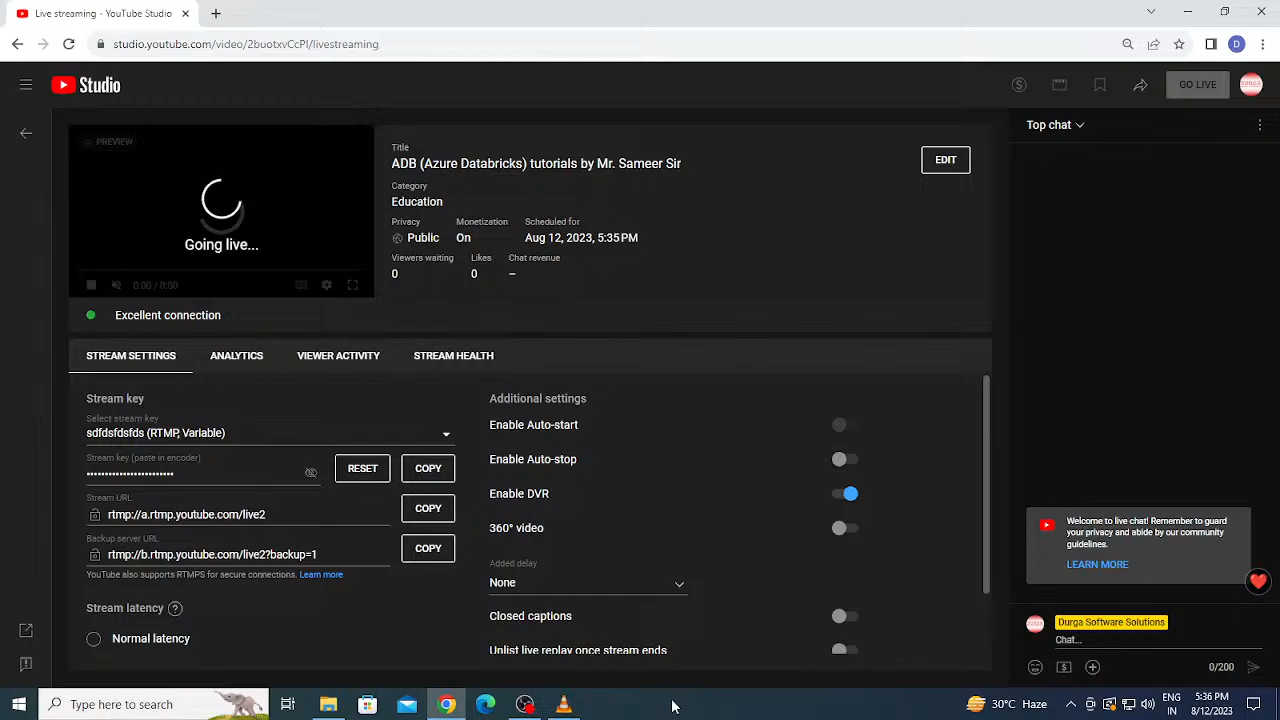 Live streaming - YouTube Studio
studio.youtube.com/video/2buotxvCcPI/livestreaming
D
Studio
GO LIVE
PREVIEW
Going live...
0:00 / 0:00
Title
ADB (Azure Databricks) tutorials by Mr. Sameer Sir
EDIT
Category
Education
Privacy Monetization Scheduled for
Public On Aug 12, 2023, 5:35 PM
Viewers waiting Likes Chat revenue
0 0 –
Excellent connection
STREAM SETTINGS ANALYTICS VIEWER ACTIVITY STREAM HEALTH
Stream key
Select stream key
sdfdsfdsfds (RTMP, Variable)
Stream key (paste in encoder)
••••••••••••••••••••••••
RESET COPY
Stream URL
rtmp://a.rtmp.youtube.com/live2
COPY
Backup server URL
rtmp://b.rtmp.youtube.com/live2?backup=1
COPY
YouTube also supports RTMPS for secure connections. Learn more
Stream latency ?
Normal latency
Additional settings
Enable Auto-start
Enable Auto-stop
Enable DVR
360° video
Added delay
None
Closed captions
Unlist live replay once stream ends
Top chat
Welcome to live chat! Remember to guard
your privacy and abide by our community
guidelines.
LEARN MORE
Durga Software Solutions
Chat...
0/200
Type here to search
30°C Haze
ENG
IN
5:36 PM
8/12/2023